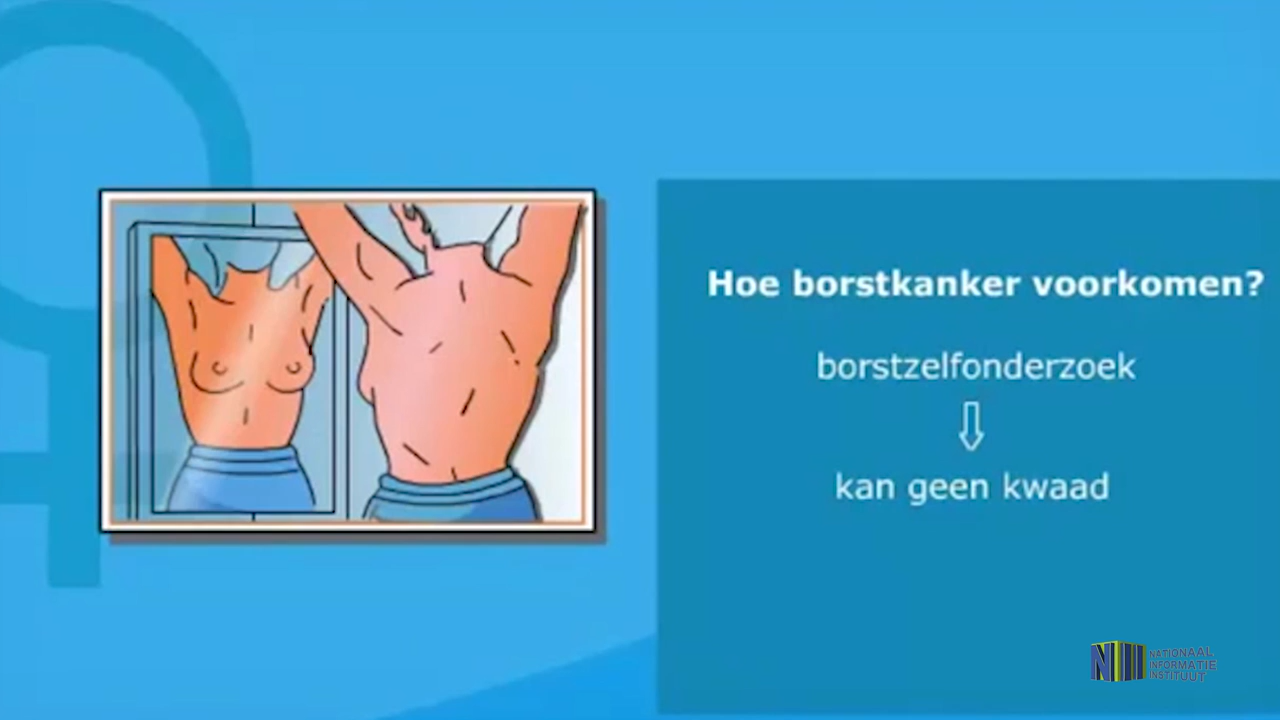 Hoe borstkanker voorkomen?
borstzelfonderzoek
kan geen kwaad
NATIONAAL
INFORMATIE
INSTITUUT